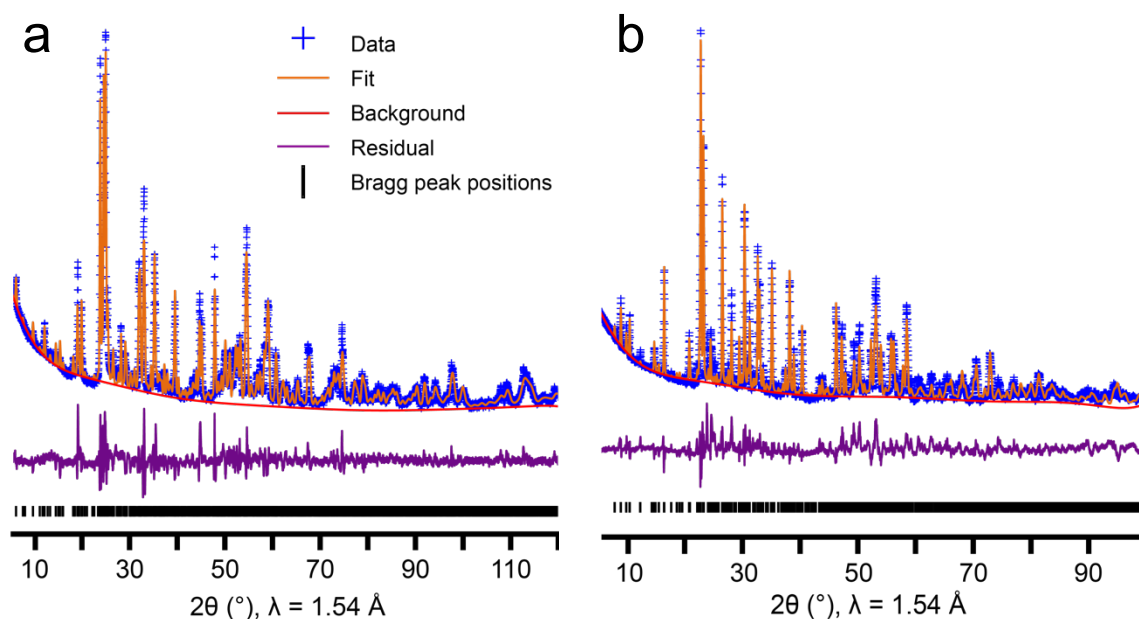 a
Data
Fit
Background
Residual
Bragg peak positions
10 30 50 70 90 110
2θ (°), λ = 1.54 Å
b
10 30 50 70 90
2θ (°), λ = 1.54 Å